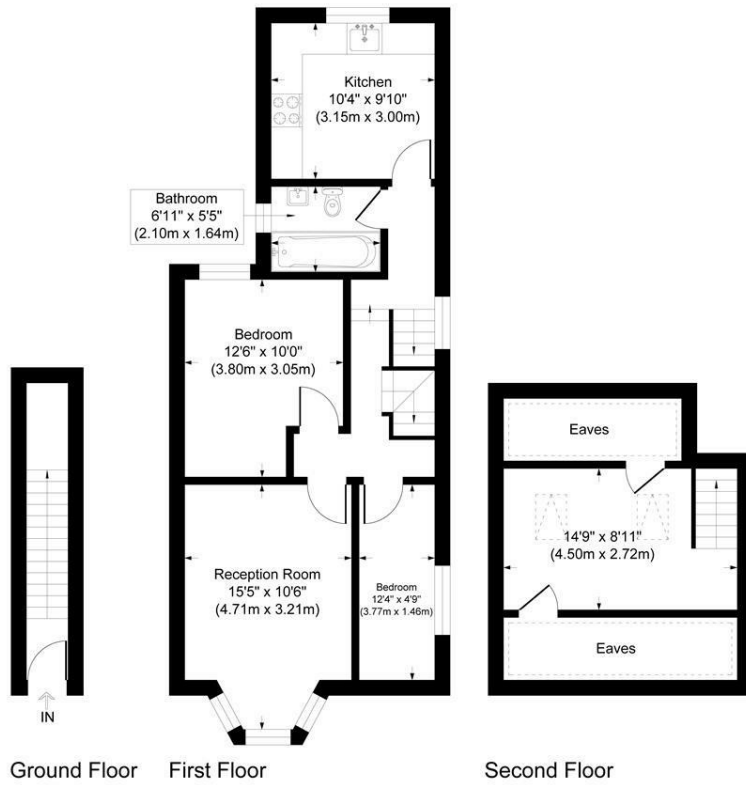 Kitchen
10'4" x 9'10"
(3.15m x 3.00m)
Bathroom
6'11" x 5'5"
(2.10m x 1.64m)
Bedroom
12'6" x 10'0"
(3.80m x 3.05m)
Eaves
14'9" x 8'11"
(4.50m x 2.72m)
Reception Room
15'5" x 10'6"
(4.71m x 3.21m)
Bedroom
12'4" x 4'9"
(3.77m x 1.46m)
Eaves
IN
Ground Floor
First Floor
Second Floor